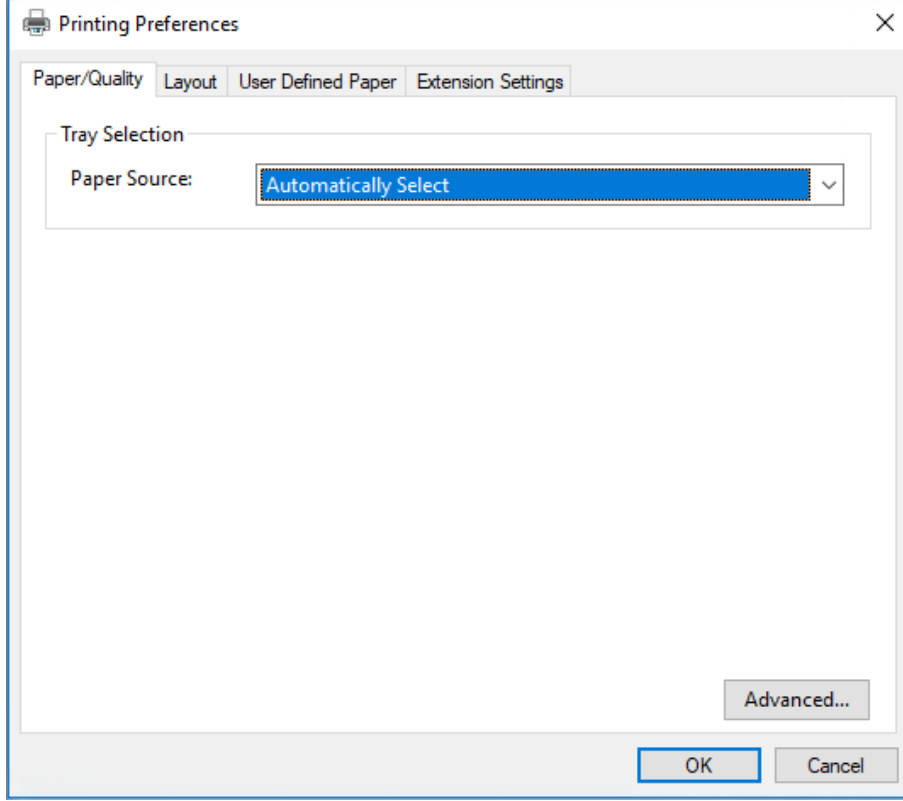 Printing Preferences
Paper/Quality Layout User Defined Paper Extension Settings
Tray Selection
Paper Source: Automatically Select
Advanced...
OK Cancel